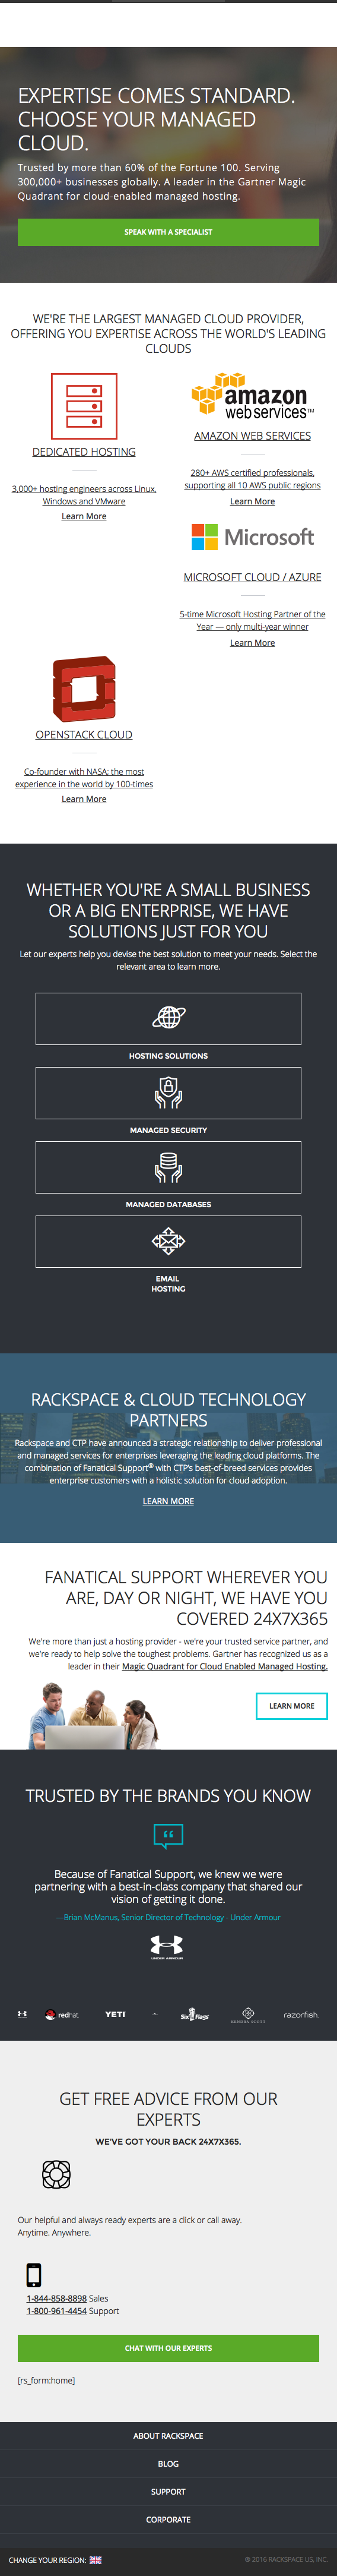 EXPERTISE COMES STANDARD.
CHOOSE YOUR MANAGED
CLOUD.
Trusted by more than 60% of the Fortune 100. Serving
300,000+ businesses globally. A leader in the Gartner Magic
Quadrant for cloud-enabled managed hosting.
SPEAK WITH A SPECIALIST
WE'RE THE LARGEST MANAGED CLOUD PROVIDER,
OFFERING YOU EXPERTISE ACROSS THE WORLD'S LEADING
CLOUDS
DEDICATED HOSTING
3,000+ hosting engineers across Linux,
Windows and VMware
Learn More
amazon
web services™
AMAZON WEB SERVICES
280+ AWS certified professionals,
supporting all 10 AWS public regions
Learn More
Microsoft
MICROSOFT CLOUD / AZURE
5-time Microsoft Hosting Partner of the
Year — only multi-year winner
Learn More
OPENSTACK CLOUD
Co-founder with NASA; the most
experience in the world by 100-times
Learn More
WHETHER YOU'RE A SMALL BUSINESS
OR A BIG ENTERPRISE, WE HAVE
SOLUTIONS JUST FOR YOU
Let our experts help you devise the best solution to meet your needs. Select the
relevant area to learn more.
HOSTING SOLUTIONS
MANAGED SECURITY
MANAGED DATABASES
EMAIL
HOSTING
RACKSPACE & CLOUD TECHNOLOGY
PARTNERS
Rackspace and CTP have announced a strategic relationship to deliver professional
and managed services for enterprises leveraging the leading cloud platforms. The
combination of Fanatical Support® with CTP's best-of-breed services provides
enterprise customers with a holistic solution for cloud adoption.
LEARN MORE
FANATICAL SUPPORT WHEREVER YOU
ARE, DAY OR NIGHT, WE HAVE YOU
COVERED 24X7X365
We're more than just a hosting provider - we're your trusted service partner, and
we're ready to help solve the toughest problems. Gartner has recognized us as a
leader in their Magic Quadrant for Cloud Enabled Managed Hosting.
LEARN MORE
TRUSTED BY THE BRANDS YOU KNOW
Because of Fanatical Support, we knew we were
partnering with a best-in-class company that shared our
vision of getting it done.
—Brian McManus, Senior Director of Technology - Under Armour
UNDER ARMOUR
redhat
YETI
Six Flags
KENDRA SCOTT
razorfish.
GET FREE ADVICE FROM OUR
EXPERTS
WE'VE GOT YOUR BACK 24X7X365.
Our helpful and always ready experts are a click or call away.
Anytime. Anywhere.
1-844-858-8898 Sales
1-800-961-4454 Support
CHAT WITH OUR EXPERTS
[rs_form:home]
ABOUT RACKSPACE
BLOG
SUPPORT
CORPORATE
CHANGE YOUR REGION:
© 2016 RACKSPACE US, INC.